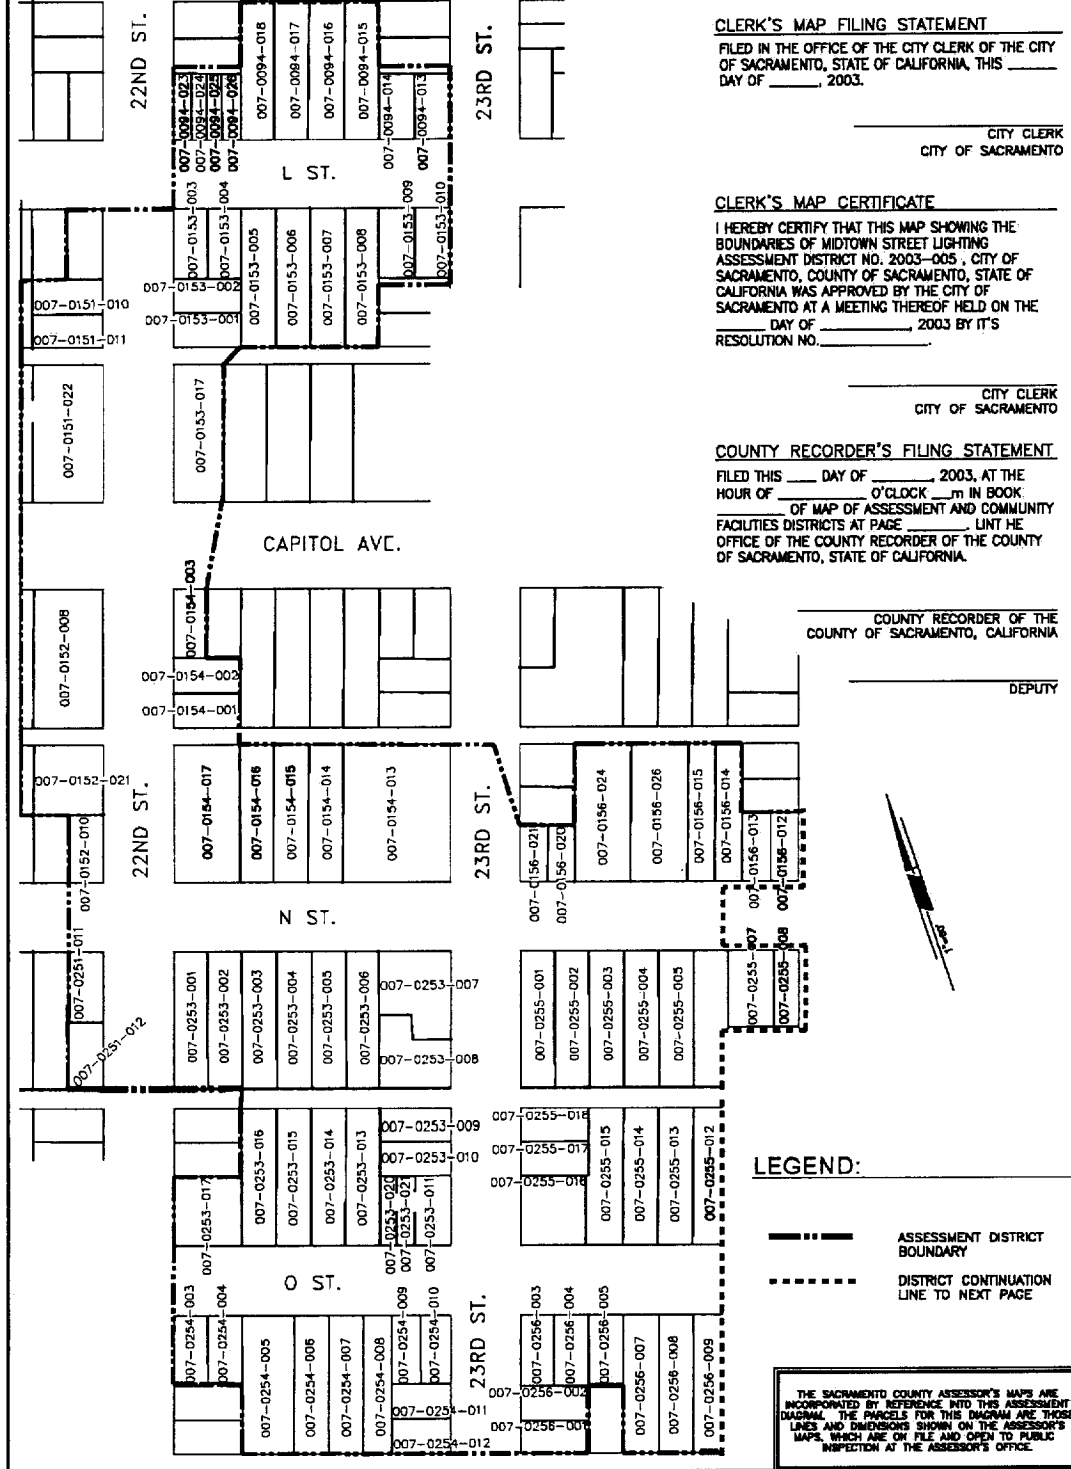 22ND ST.
007-0094-018
007-0094-017
007-0094-016
007-0094-015
23RD ST.
007-0094-023
007-0094-024
007-0094-025
007-0094-026
007-0094-014
007-0094-013
L ST.
007-0153-003
007-0153-004
007-0153-005
007-0153-006
007-0153-007
007-0153-008
007-0153-009
007-0153-010
007-0151-010
007-0153-002
007-0153-001
007-0151-011
007-0151-022
007-0153-017
CAPITOL AVE.
007-0152-008
007-0154-003
007-0154-002
007-0154-001
007-0152-021
22ND ST.
007-0154-017
007-0154-016
007-0154-015
007-0154-014
007-0154-013
23RD ST.
007-0156-021
007-0156-020
007-0156-024
007-0156-026
007-0156-015
007-0156-014
007-0156-013
007-0156-012
007-0152-010
N ST.
007-0251-011
007-0251-012
007-0253-001
007-0253-002
007-0253-003
007-0253-004
007-0253-005
007-0253-006
007-0253-007
007-0253-008
007-0255-001
007-0255-002
007-0255-003
007-0255-004
007-0255-005
007-0255-007
007-0255-008
007-0253-017
007-0253-016
007-0253-015
007-0253-014
007-0253-013
007-0253-009
007-0253-010
007-0253-020
007-0253-021
007-0253-011
007-0255-018
007-0255-017
007-0255-016
007-0255-015
007-0255-014
007-0255-013
007-0255-012
O ST.
007-0254-003
007-0254-004
007-0254-005
007-0254-006
007-0254-007
007-0254-008
007-0254-009
007-0254-010
007-0254-011
007-0254-012
23RD ST.
007-0256-003
007-0256-004
007-0256-005
007-0256-002
007-0256-001
007-0256-007
007-0256-008
007-0256-009
CLERK'S MAP FILING STATEMENT
FILED IN THE OFFICE OF THE CITY CLERK OF THE CITY
OF SACRAMENTO, STATE OF CALIFORNIA, THIS ______
DAY OF _______, 2003.
CITY CLERK
CITY OF SACRAMENTO
CLERK'S MAP CERTIFICATE
I HEREBY CERTIFY THAT THIS MAP SHOWING THE
BOUNDARIES OF MIDTOWN STREET LIGHTING
ASSESSMENT DISTRICT NO. 2003-005 , CITY OF
SACRAMENTO, COUNTY OF SACRAMENTO, STATE OF
CALIFORNIA WAS APPROVED BY THE CITY OF
SACRAMENTO AT A MEETING THEREOF HELD ON THE
_______ DAY OF ____________, 2003 BY IT'S
RESOLUTION NO.______________.
CITY CLERK
CITY OF SACRAMENTO
COUNTY RECORDER'S FILING STATEMENT
FILED THIS ____ DAY OF ________, 2003, AT THE
HOUR OF ____________ O'CLOCK ___m IN BOOK
_________ OF MAP OF ASSESSMENT AND COMMUNITY
FACILITIES DISTRICTS AT PAGE ________. LINT HE
OFFICE OF THE COUNTY RECORDER OF THE COUNTY
OF SACRAMENTO, STATE OF CALIFORNIA.
COUNTY RECORDER OF THE
COUNTY OF SACRAMENTO, CALIFORNIA
DEPUTY
LEGEND:
ASSESSMENT DISTRICT
BOUNDARY
DISTRICT CONTINUATION
LINE TO NEXT PAGE
THE SACRAMENTO COUNTY ASSESSOR'S MAPS ARE
INCORPORATED BY REFERENCE INTO THIS ASSESSMENT
DIAGRAM. THE PARCELS FOR THIS DIAGRAM ARE THOSE
LINES AND DIMENSIONS SHOWN ON THE ASSESSOR'S
MAPS, WHICH ARE ON FILE AND OPEN TO PUBLIC
INSPECTION AT THE ASSESSOR'S OFFICE.